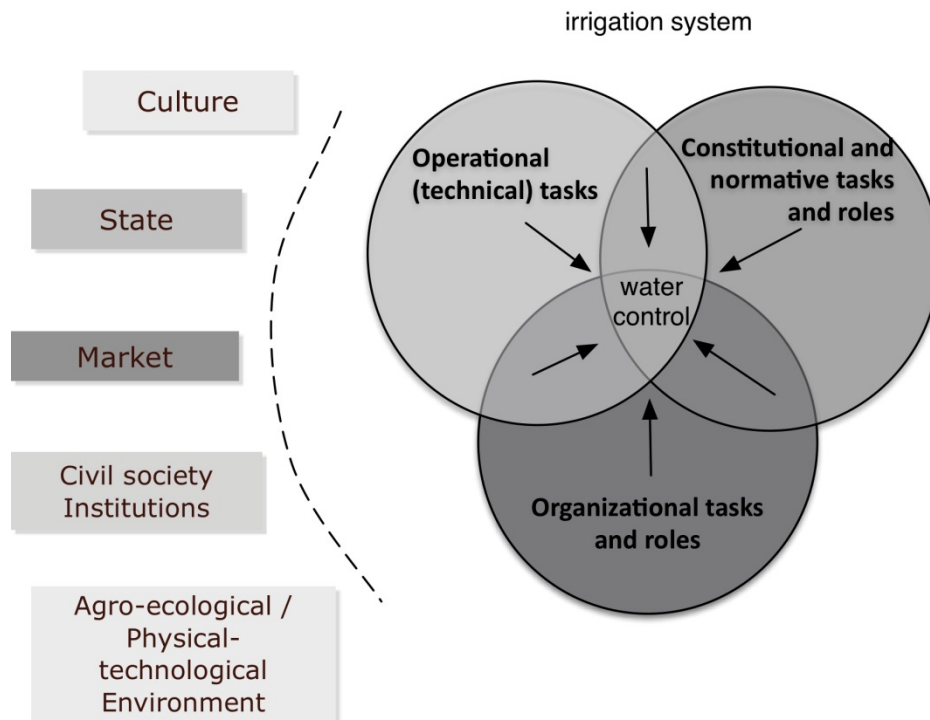 irrigation system
Culture
State
Market
Civil society
Institutions
Agro-ecological /
Physical-
technological
Environment
Operational
(technical) tasks
Constitutional and
normative tasks
and roles
water
control
Organizational tasks
and roles